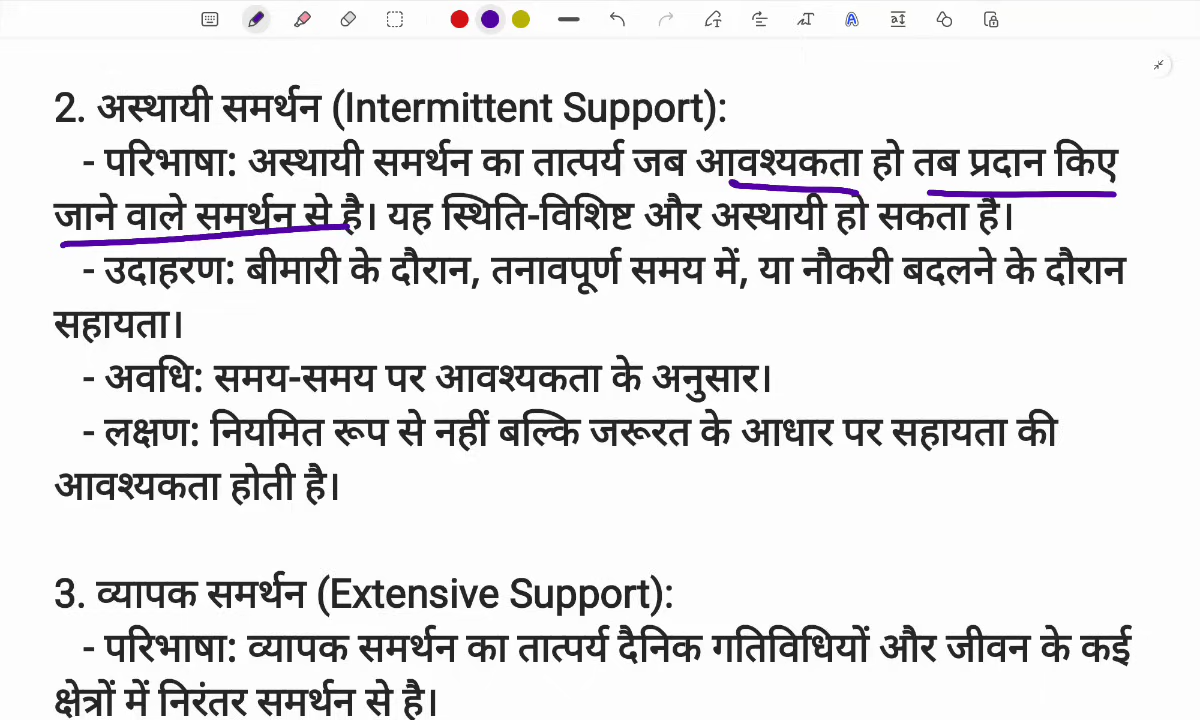 2. अस्थायी समर्थन (Intermittent Support):
- परिभाषा: अस्थायी समर्थन का तात्पर्य जब आवश्यकता हो तब प्रदान किए
जाने वाले समर्थन से है। यह स्थिति-विशिष्ट और अस्थायी हो सकता है।
- उदाहरण: बीमारी के दौरान, तनावपूर्ण समय में, या नौकरी बदलने के दौरान
सहायता।
- अवधि: समय-समय पर आवश्यकता के अनुसार।
- लक्षण: नियमित रूप से नहीं बल्कि जरूरत के आधार पर सहायता की
आवश्यकता होती है।
3. व्यापक समर्थन (Extensive Support):
- परिभाषा: व्यापक समर्थन का तात्पर्य दैनिक गतिविधियों और जीवन के कई
क्षेत्रों में निरंतर समर्थन से है।